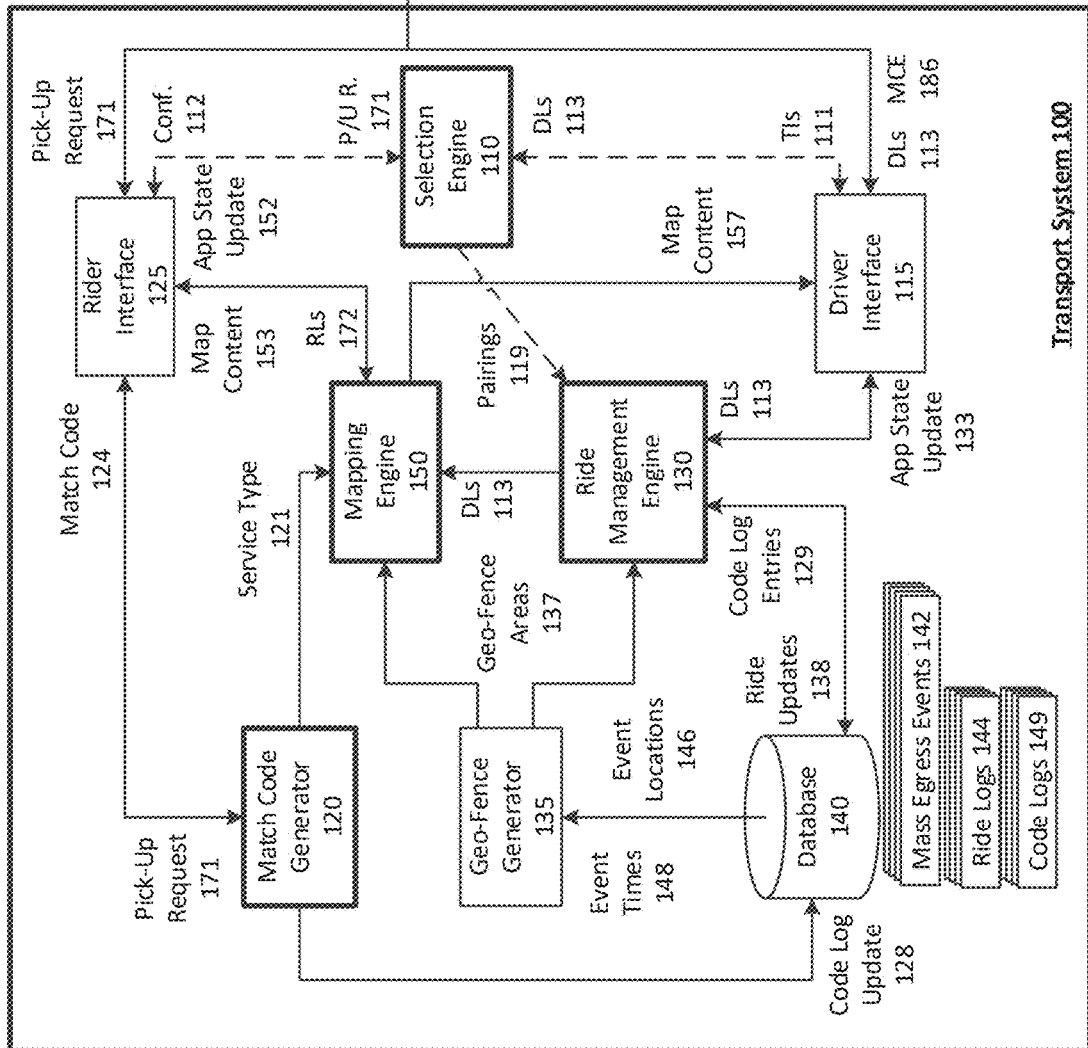 Pick-Up
Request
171
Match Code
124
Rider
Interface
125
Pick-Up
Request
171
Conf.
112
App State
Update
152
Map
Content
153
RLs
172
P/U R.
171
Match Code
Generator
120
Service Type
121
Mapping
Engine
150
Selection
Engine
110
DLs
113
Pairings
119
Map
Content
157
TIs
111
Geo-Fence
Generator
135
Geo-Fence
Areas
137
DLs
113
Ride
Management
Engine
130
DLs
113
Driver
Interface
115
DLs
113
MCE
186
Event
Times
148
Event
Locations
146
Code Log
Update
128
Database
140
Ride
Updates
138
Code Log
Entries
129
App State
Update
133
Mass Egress Events 142
Ride Logs 144
Code Logs 149
Transport System 100